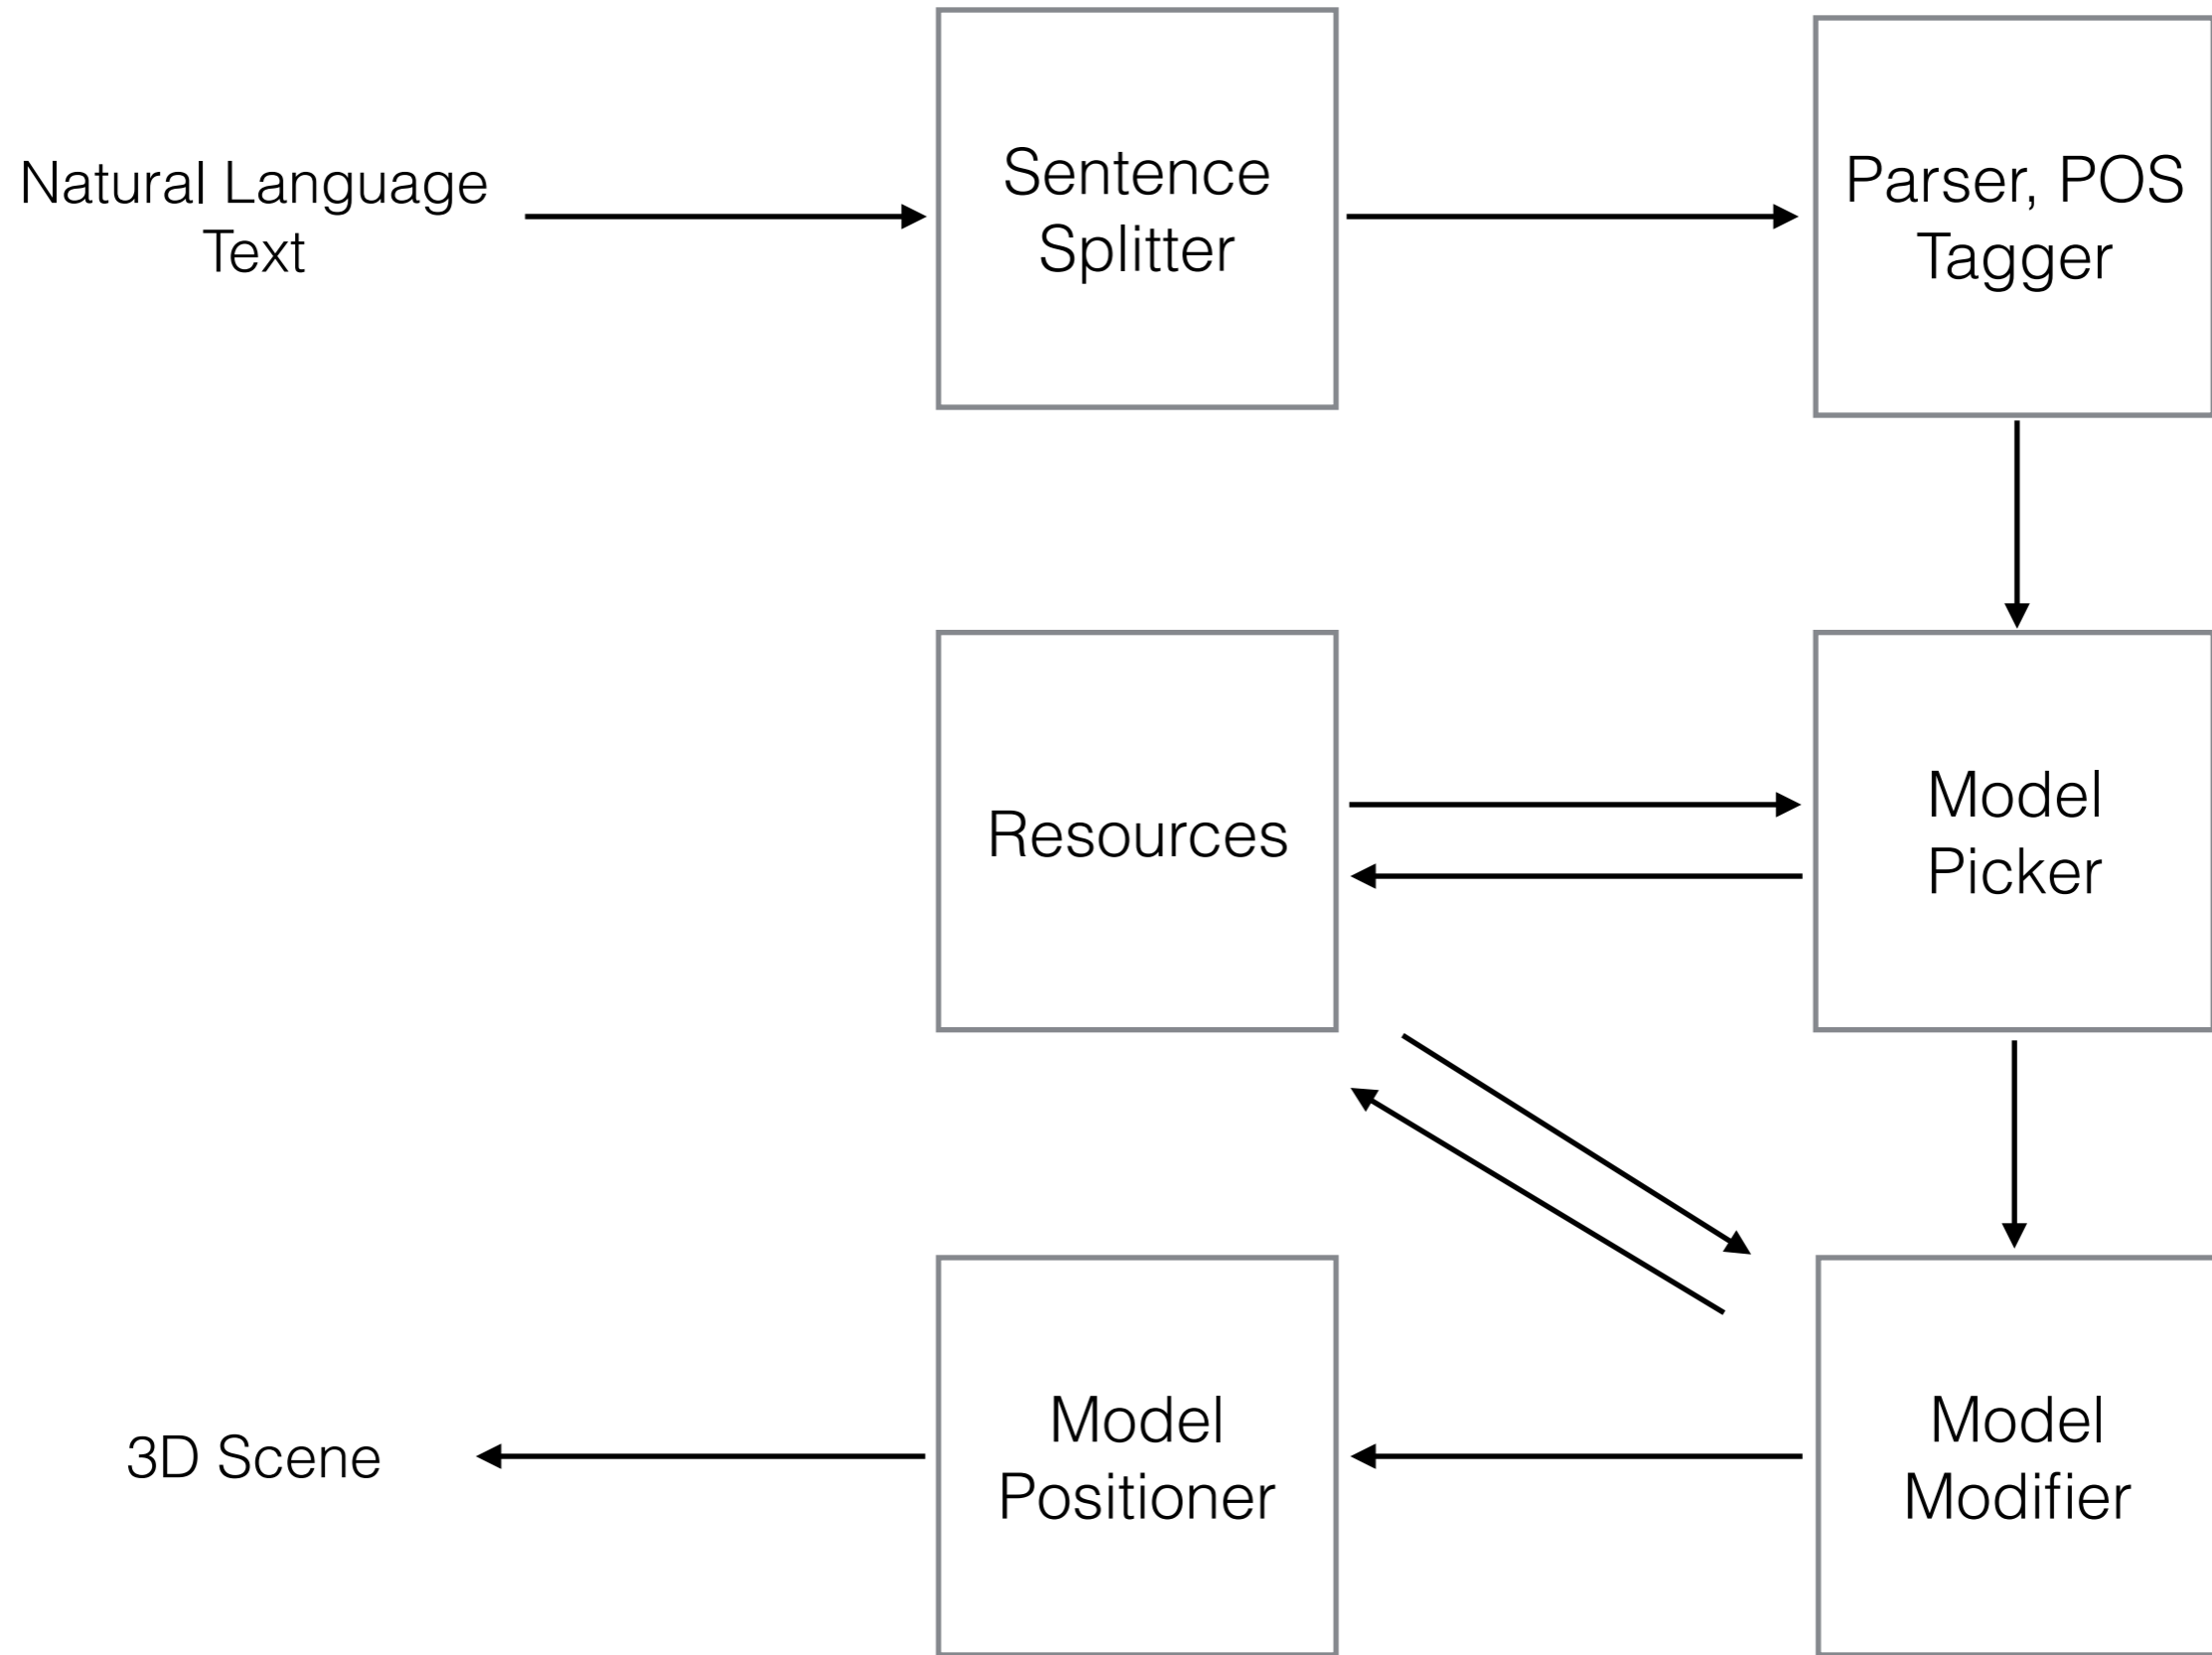 Natural Language
Text
Sentence
Splitter
Parser, POS
Tagger
Resources
Model
Picker
3D Scene
Model
Positioner
Model
Modifier